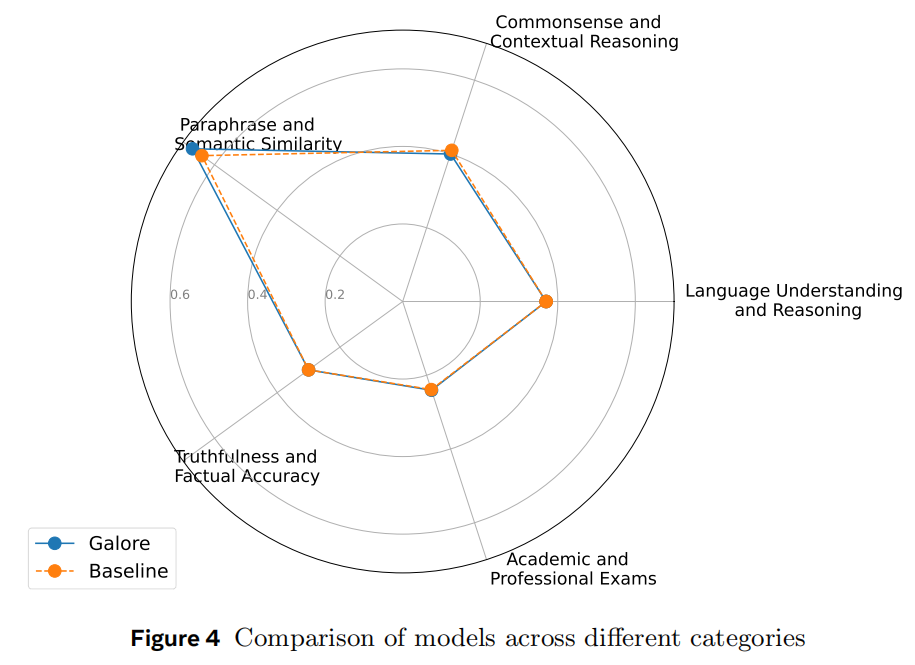 Commonsense and
Contextual Reasoning
Paraphrase and
Semantic Similarity
0.6
0.4
0.2
Language Understanding
and Reasoning
Truthfulness and
Factual Accuracy
Galore
Baseline
Academic and
Professional Exams
Figure 4 Comparison of models across different categories